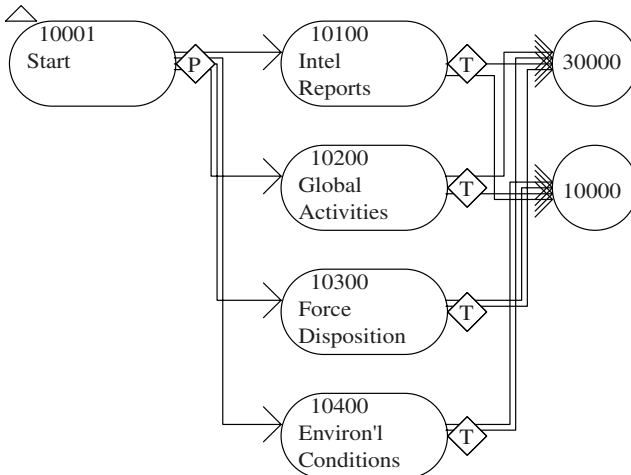 10001
Start
P
10100
Intel
Reports
T
30000
10200
Global
Activities
T
10000
10300
Force
Disposition
T
10400
Environ'l
Conditions
T